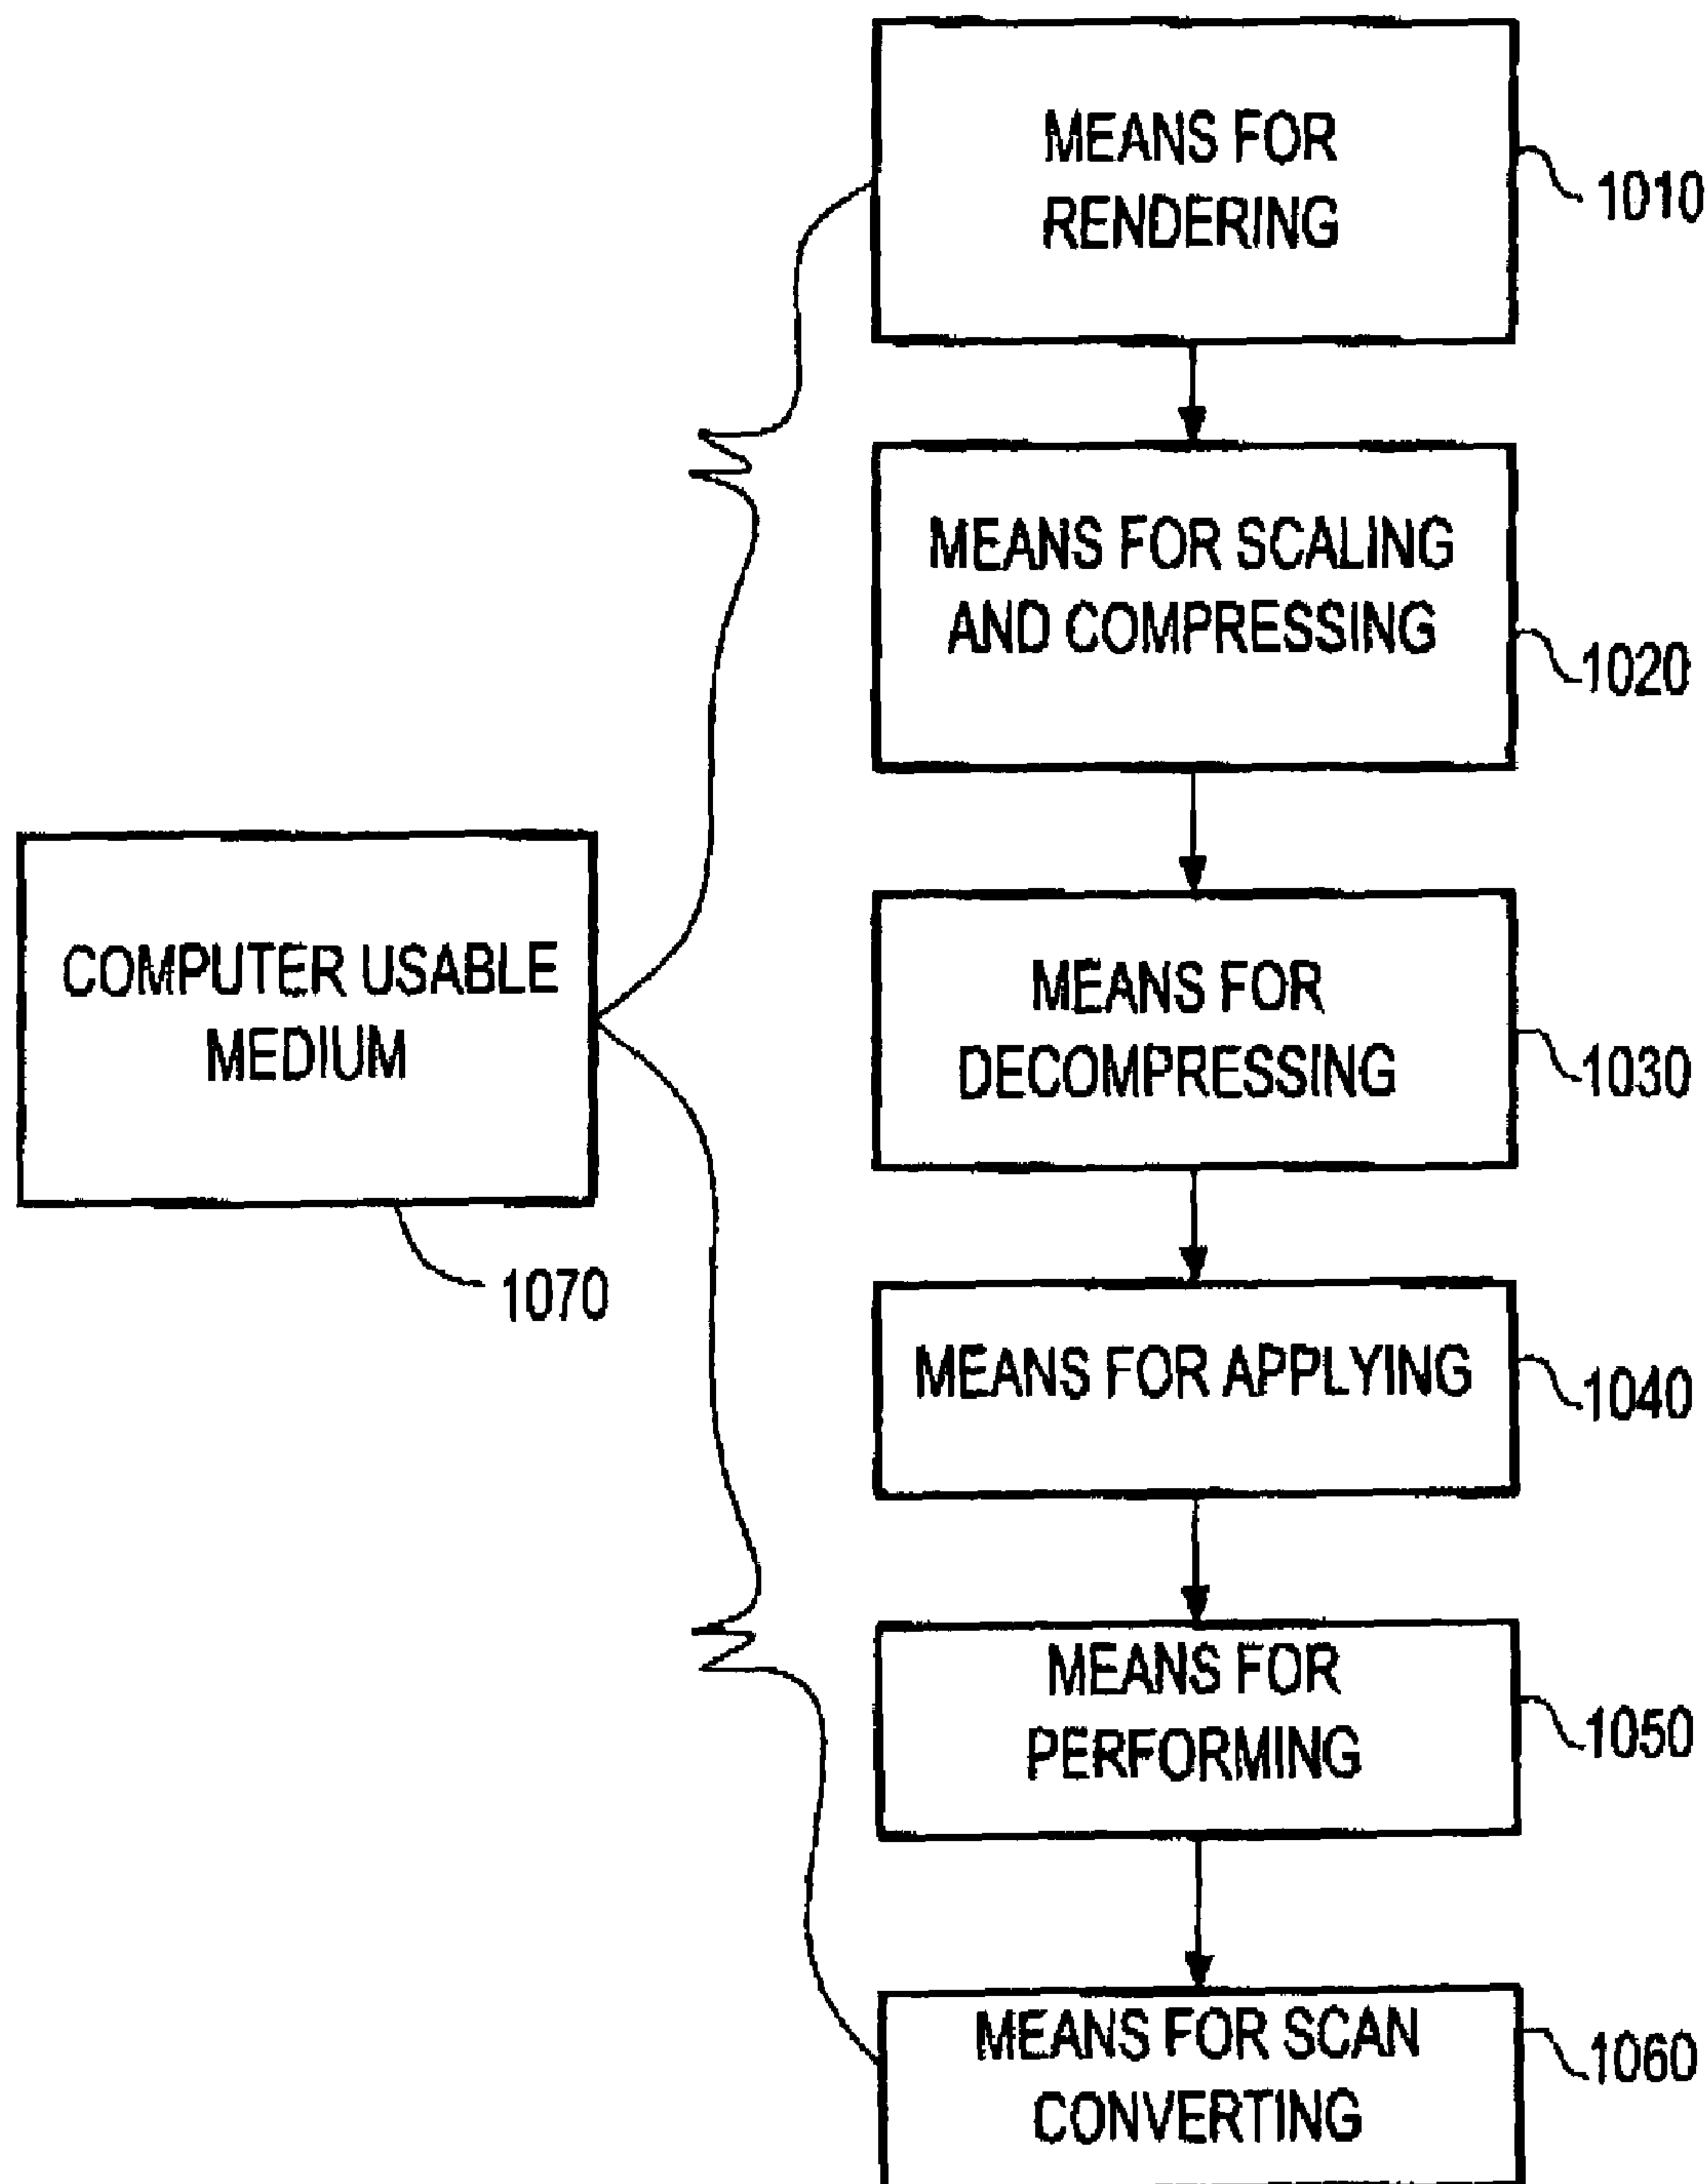 MEANS FOR
RENDERING
1010
MEANS FOR SCALING
AND COMPRESSING
1020
COMPUTER USABLE
MEDIUM
1070
MEANS FOR
DECOMPRESSING
1030
MEANS FOR APPLYING
1040
MEANS FOR
PERFORMING
1050
MEANS FOR SCAN
CONVERTING
1060